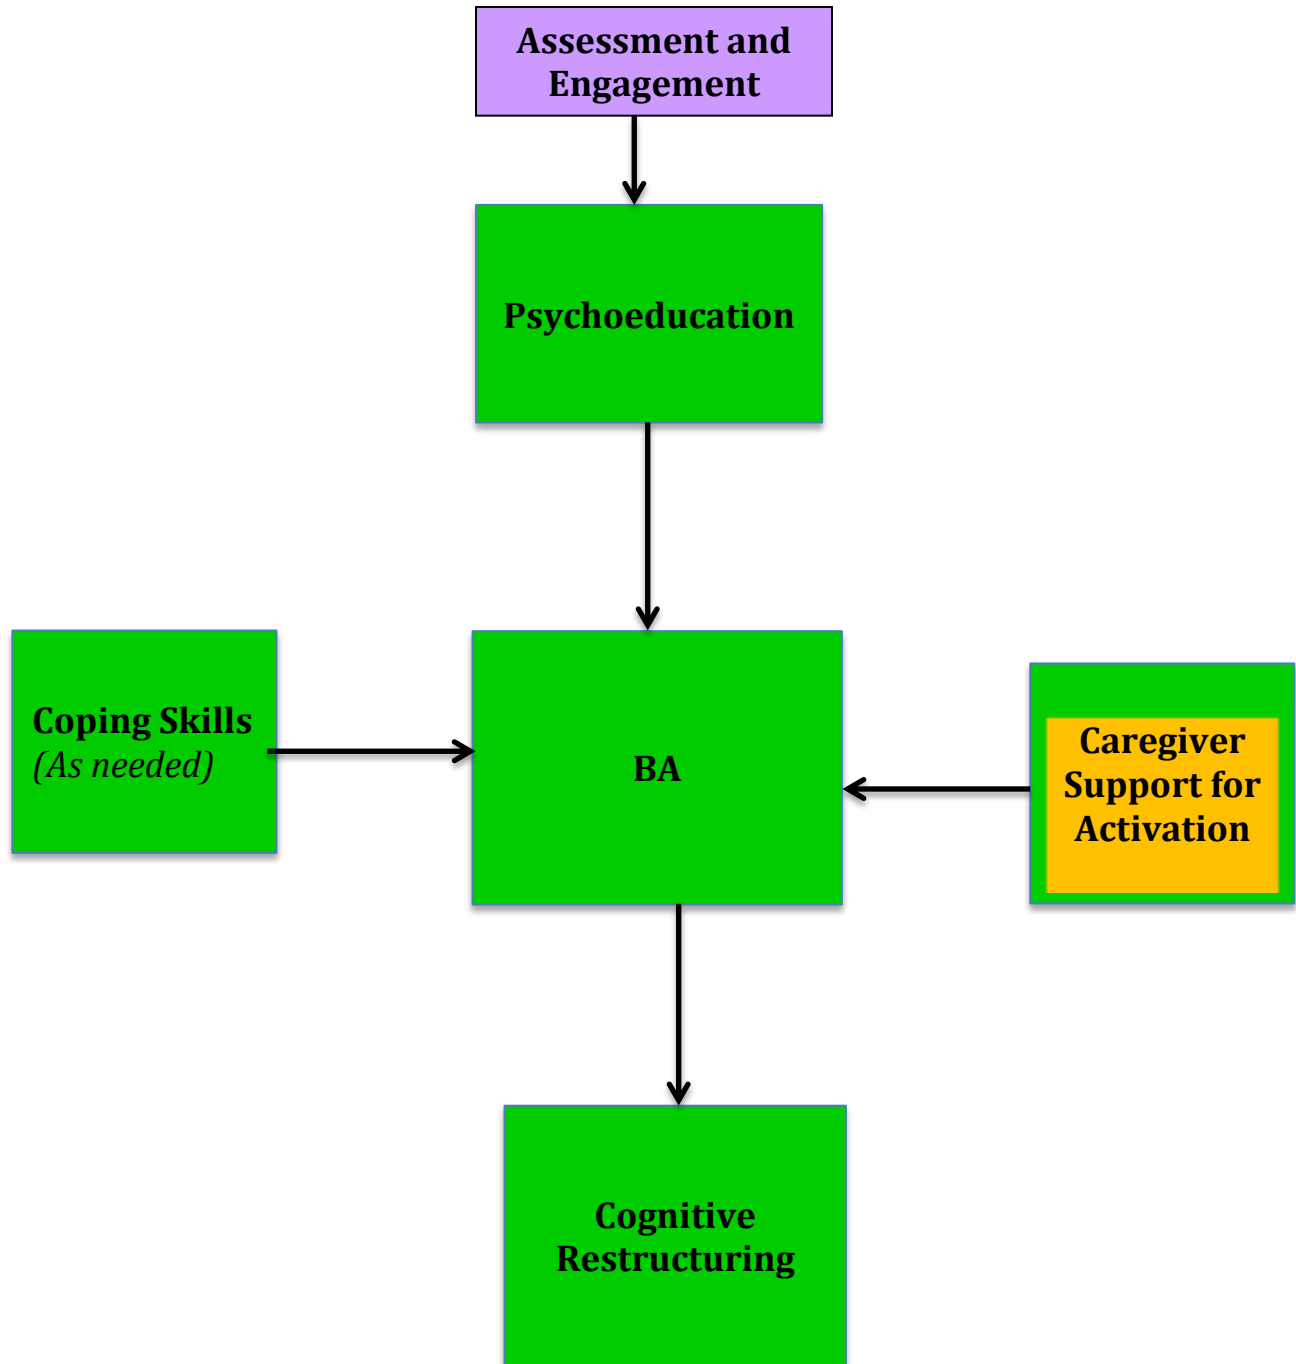 Assessment and
Engagement
Psychoeducation
Coping Skills
(As needed)
BA
Caregiver
Support for
Activation
Cognitive
Restructuring